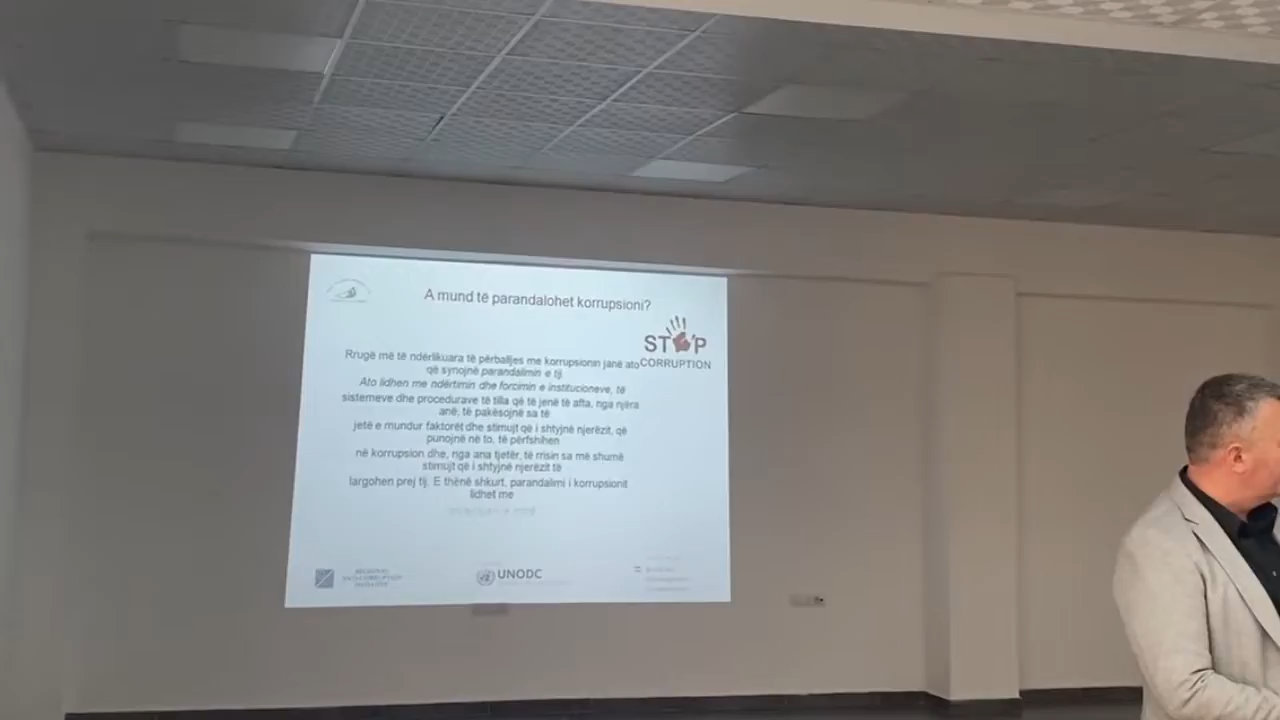 A mund të parandalohet korrupsioni?
STOP
CORRUPTION
Rrugë më të ndërlikuara të përballjes me korrupsionin janë ato
që synojnë parandalimin e tij.
Ato lidhen me ndërtimin dhe forcimin e institucioneve, të
sistemeve dhe procedurave të tilla që të jenë të afta, nga njëra
anë, të pakësojnë sa të
jetë e mundur faktorët dhe stimujt që i shtyjnë njerëzit, që
punojnë në to, të përfshihen
në korrupsion dhe, nga ana tjetër, të rrisin sa më shumë
stimujt që i shtyjnë njerëzit të
largohen prej tij. E thënë shkurt, parandalimi i korrupsionit
lidhet me
REGIONAL
ANTI-CORRUPTION
INITIATIVE
UNODC